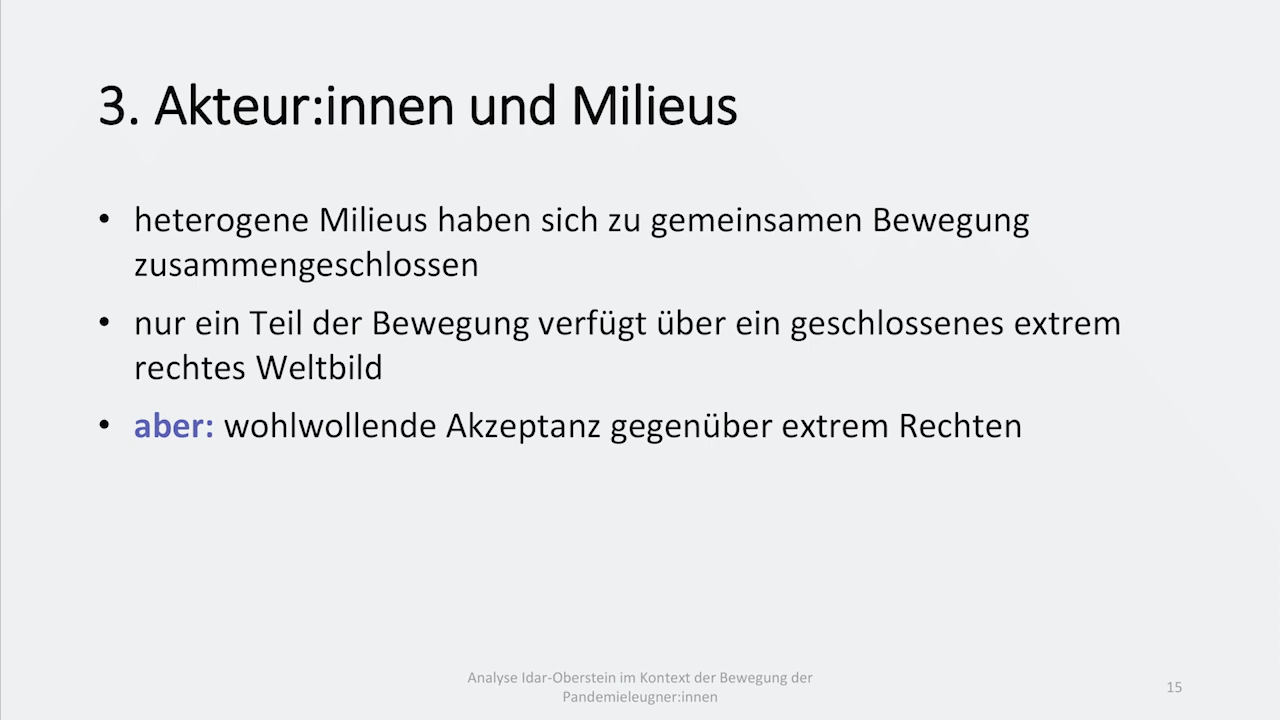 3. Akteur:innen und Milieus
• heterogene Milieus haben sich zu gemeinsamen Bewegung
zusammengeschlossen
• nur ein Teil der Bewegung verfügt über ein geschlossenes extrem
rechtes Weltbild
• aber: wohlwollende Akzeptanz gegenüber extrem Rechten
Analyse Idar-Oberstein im Kontext der Bewegung der
Pandemieleugner:innen
15